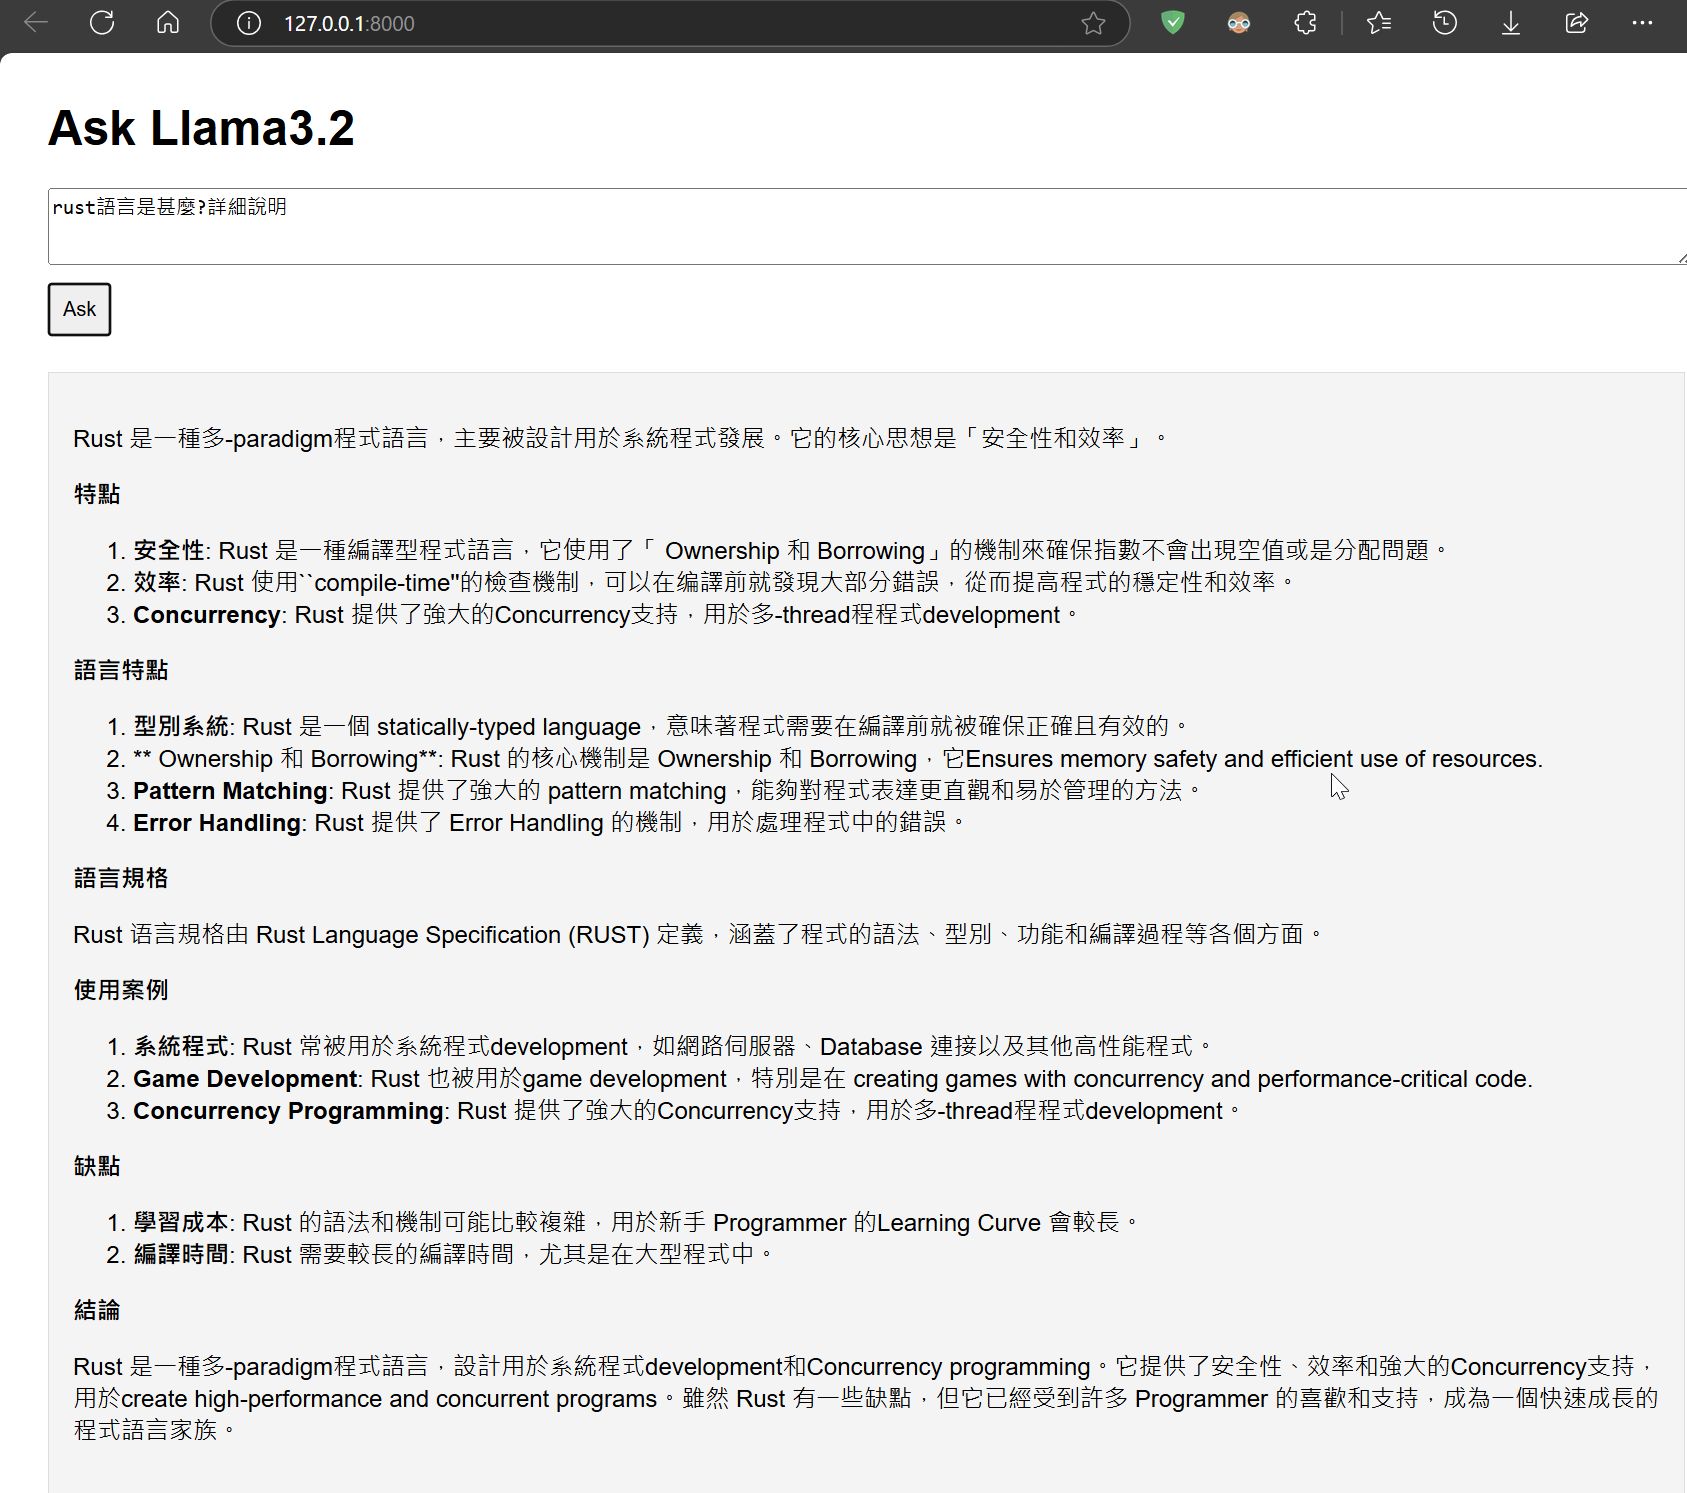 127.0.0.1:8000
Ask Llama3.2
rust語言是甚麼?詳細說明
Ask
Rust 是一種多-paradigm程式語言，主要被設計用於系統程式發展。它的核心思想是「安全性和效率」。
特點
1. 安全性: Rust 是一種編譯型程式語言，它使用了「 Ownership 和 Borrowing」的機制來確保指數不會出現空值或是分配問題。
2. 效率: Rust 使用``compile-time''的檢查機制，可以在编譯前就發現大部分錯誤，從而提高程式的穩定性和效率。
3. Concurrency: Rust 提供了強大的Concurrency支持，用於多-thread程程式development。
語言特點
1. 型別系統: Rust 是一個 statically-typed language，意味著程式需要在編譯前就被確保正確且有效的。
2. ** Ownership 和 Borrowing**: Rust 的核心機制是 Ownership 和 Borrowing，它Ensures memory safety and efficient use of resources.
3. Pattern Matching: Rust 提供了強大的 pattern matching，能夠對程式表達更直觀和易於管理的方法。
4. Error Handling: Rust 提供了 Error Handling 的機制，用於處理程式中的錯誤。
語言規格
Rust 语言規格由 Rust Language Specification (RUST) 定義，涵蓋了程式的語法、型別、功能和編譯過程等各個方面。
使用案例
1. 系統程式: Rust 常被用於系統程式development，如網路伺服器、Database 連接以及其他高性能程式。
2. Game Development: Rust 也被用於game development，特別是在 creating games with concurrency and performance-critical code.
3. Concurrency Programming: Rust 提供了強大的Concurrency支持，用於多-thread程程式development。
缺點
1. 學習成本: Rust 的語法和機制可能比較複雜，用於新手 Programmer 的Learning Curve 會較長。
2. 編譯時間: Rust 需要較長的編譯時間，尤其是在大型程式中。
結論
Rust 是一種多-paradigm程式語言，設計用於系統程式development和Concurrency programming。它提供了安全性、效率和強大的Concurrency支持，
用於create high-performance and concurrent programs。雖然 Rust 有一些缺點，但它已經受到許多 Programmer 的喜歡和支持，成為一個快速成長的
程式語言家族。